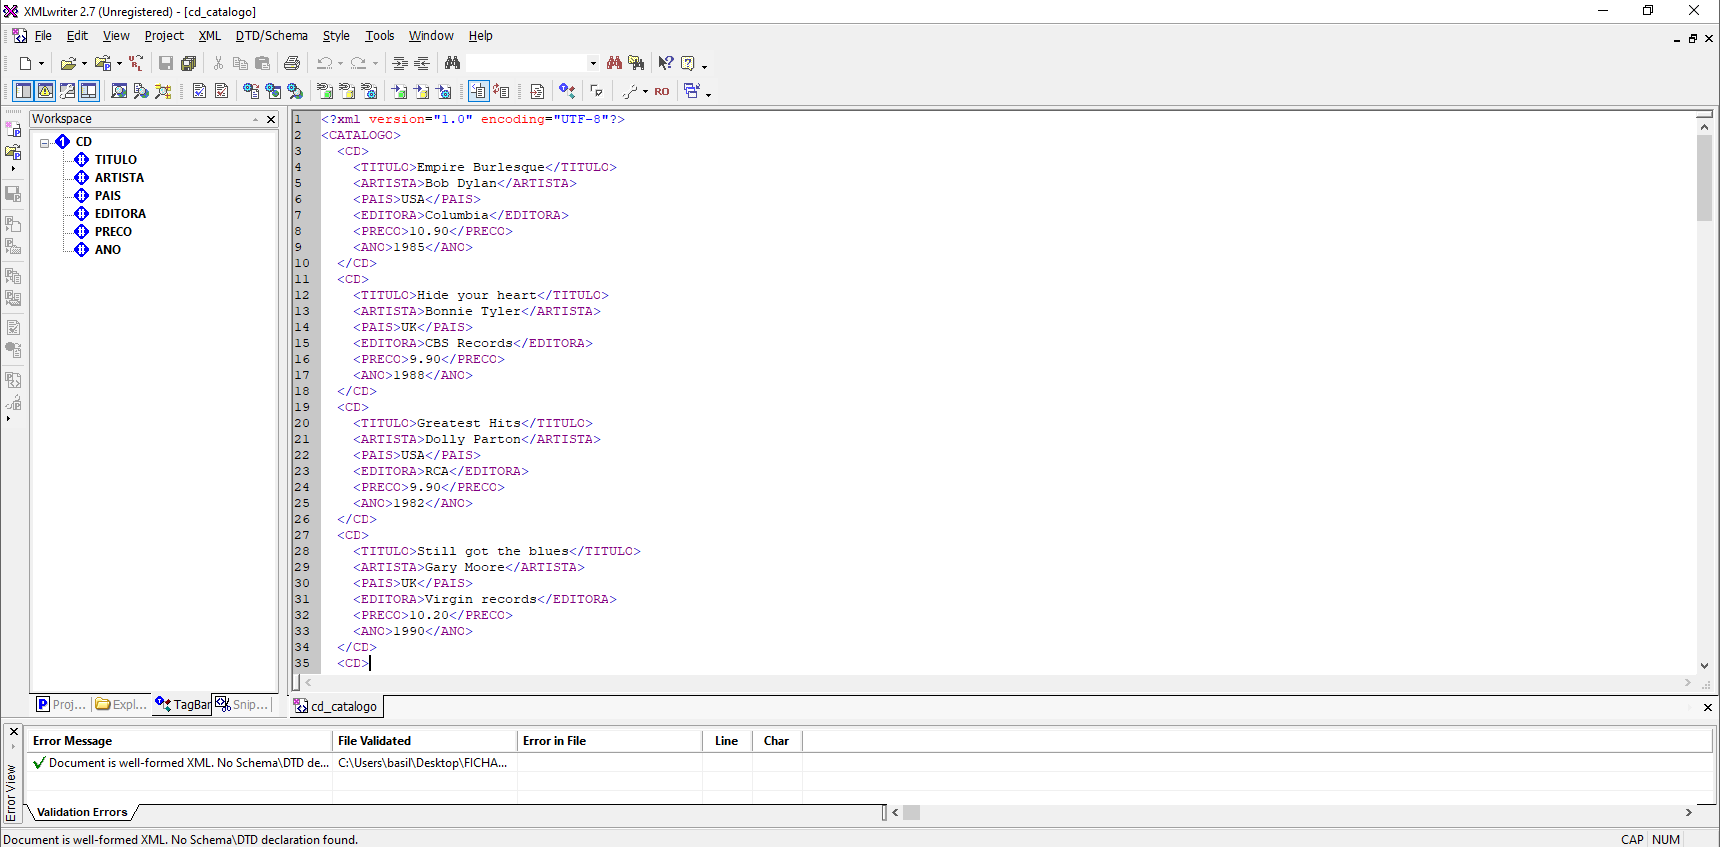 XMLwriter 2.7 (Unregistered) - [cd_catalogo]
File Edit View Project XML DTD/Schema Style Tools Window Help
RO
Workspace
CD
TITULO
ARTISTA
PAIS
EDITORA
PRECO
ANO
1 <?xml version="1.0" encoding="UTF-8"?>
2 <CATALOGO>
3 <CD>
4 <TITULO>Empire Burlesque</TITULO>
5 <ARTISTA>Bob Dylan</ARTISTA>
6 <PAIS>USA</PAIS>
7 <EDITORA>Columbia</EDITORA>
8 <PRECO>10.90</PRECO>
9 <ANO>1985</ANO>
10 </CD>
11 <CD>
12 <TITULO>Hide your heart</TITULO>
13 <ARTISTA>Bonnie Tyler</ARTISTA>
14 <PAIS>UK</PAIS>
15 <EDITORA>CBS Records</EDITORA>
16 <PRECO>9.90</PRECO>
17 <ANO>1988</ANO>
18 </CD>
19 <CD>
20 <TITULO>Greatest Hits</TITULO>
21 <ARTISTA>Dolly Parton</ARTISTA>
22 <PAIS>USA</PAIS>
23 <EDITORA>RCA</EDITORA>
24 <PRECO>9.90</PRECO>
25 <ANO>1982</ANO>
26 </CD>
27 <CD>
28 <TITULO>Still got the blues</TITULO>
29 <ARTISTA>Gary Moore</ARTISTA>
30 <PAIS>UK</PAIS>
31 <EDITORA>Virgin records</EDITORA>
32 <PRECO>10.20</PRECO>
33 <ANO>1990</ANO>
34 </CD>
35 <CD>
Proj... Expl... TagBar Snip... cd_catalogo
Error View
Error Message File Validated Error in File Line Char
Document is well-formed XML. No Schema\DTD de... C:\Users\basil\Desktop\FICHA...
Validation Errors
Document is well-formed XML. No Schema\DTD declaration found. CAP NUM